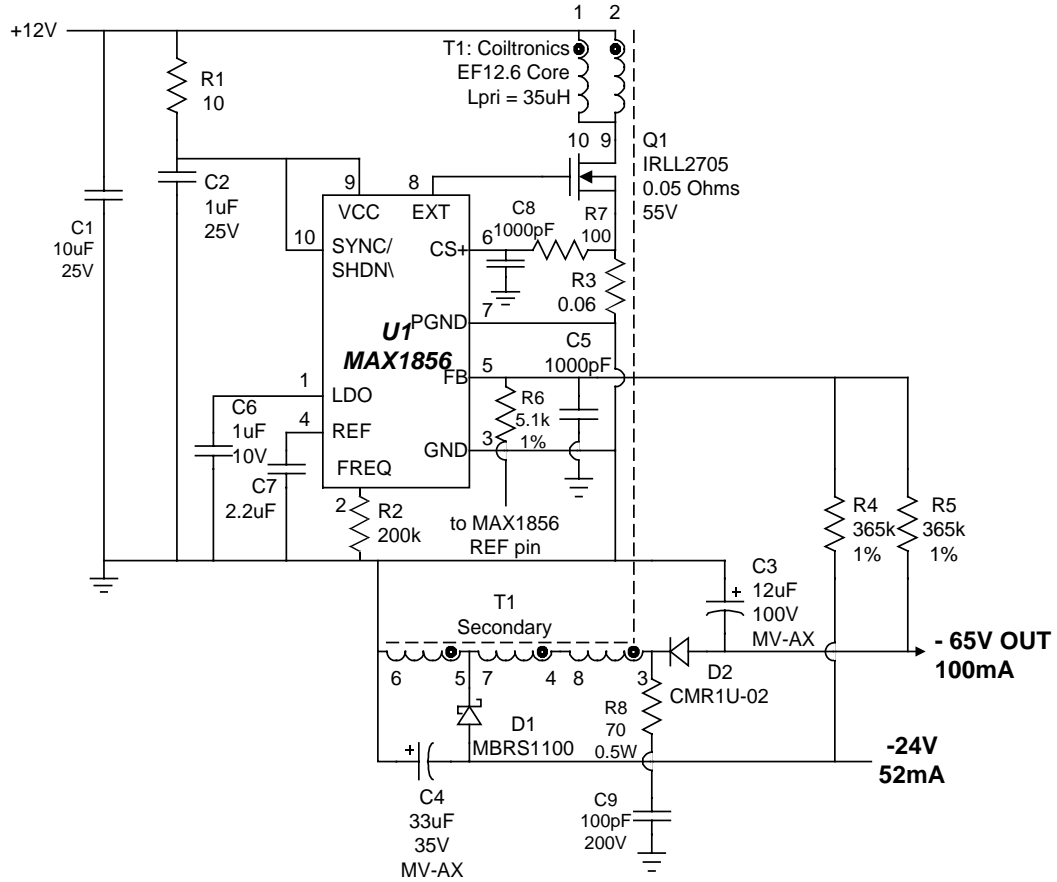 1 2
+12V
T1: Coiltronics
EF12.6 Core
Lpri = 35uH
R1
10
10 9
Q1
IRLL2705
0.05 Ohms
55V
C2
1uF
25V
C1
10uF
25V
9
8
VCC
EXT
C8
1000pF
R7
100
10
SYNC/
SHDN\
CS+
6
R3
0.06
7
PGND
U1
MAX1856
C5
1000pF
5
FB
1
LDO
R6
5.1k
1%
C6
1uF
10V
4
REF
3
GND
FREQ
C7
2.2uF
2
R2
200k
to MAX1856
REF pin
R4
365k
1%
R5
365k
1%
C3
12uF
100V
MV-AX
+
T1
Secondary
- 65V OUT
100mA
6 5 7 4 8 3
D2
CMR1U-02
R8
70
0.5W
D1
MBRS1100
-24V
52mA
+
C4
33uF
35V
MV-AX
C9
100pF
200V